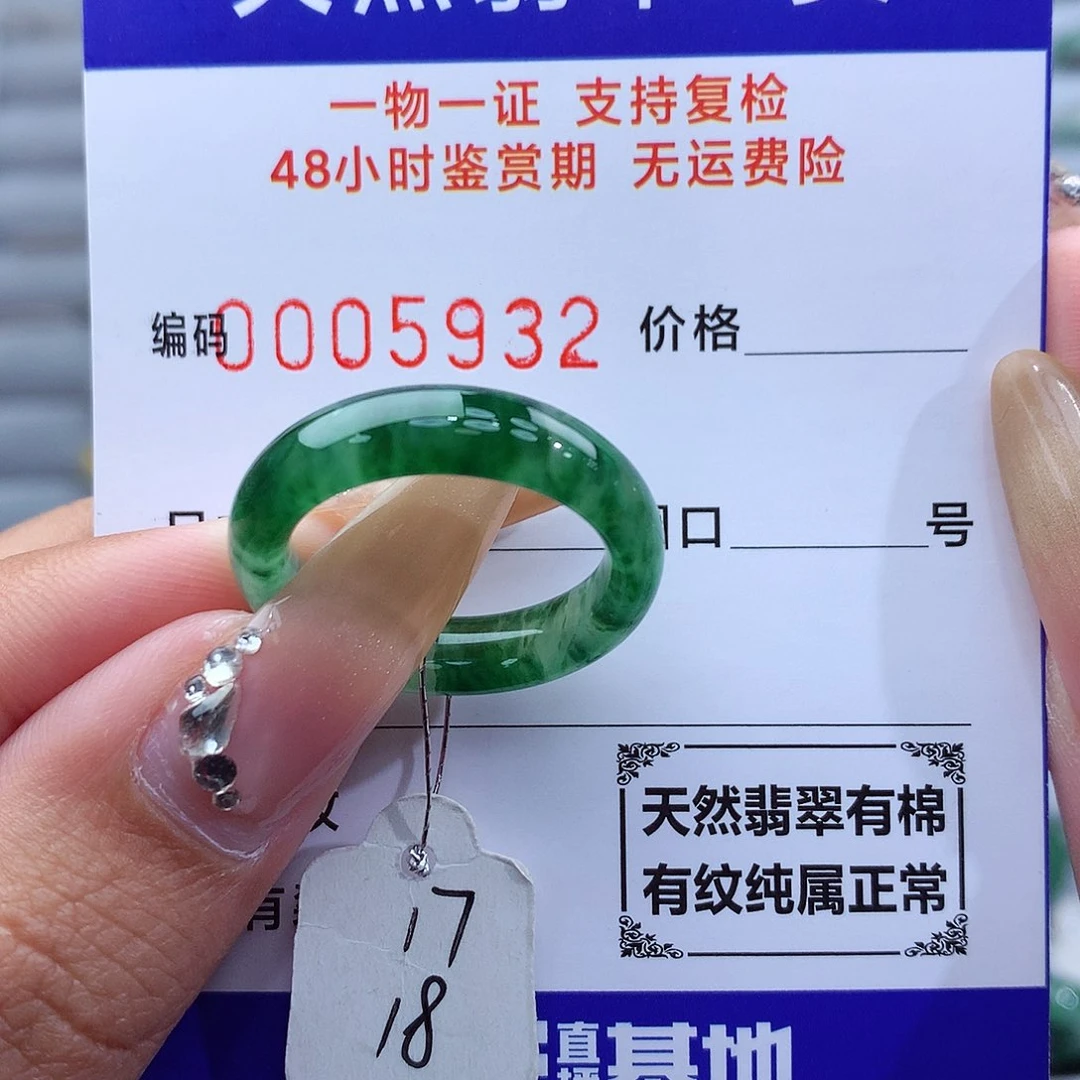 一物一证 支持复检
48小时鉴赏期 无运费险
编码0005932 价格
口 号
天然翡翠有棉
有纹纯属正常
17
18
直播基地